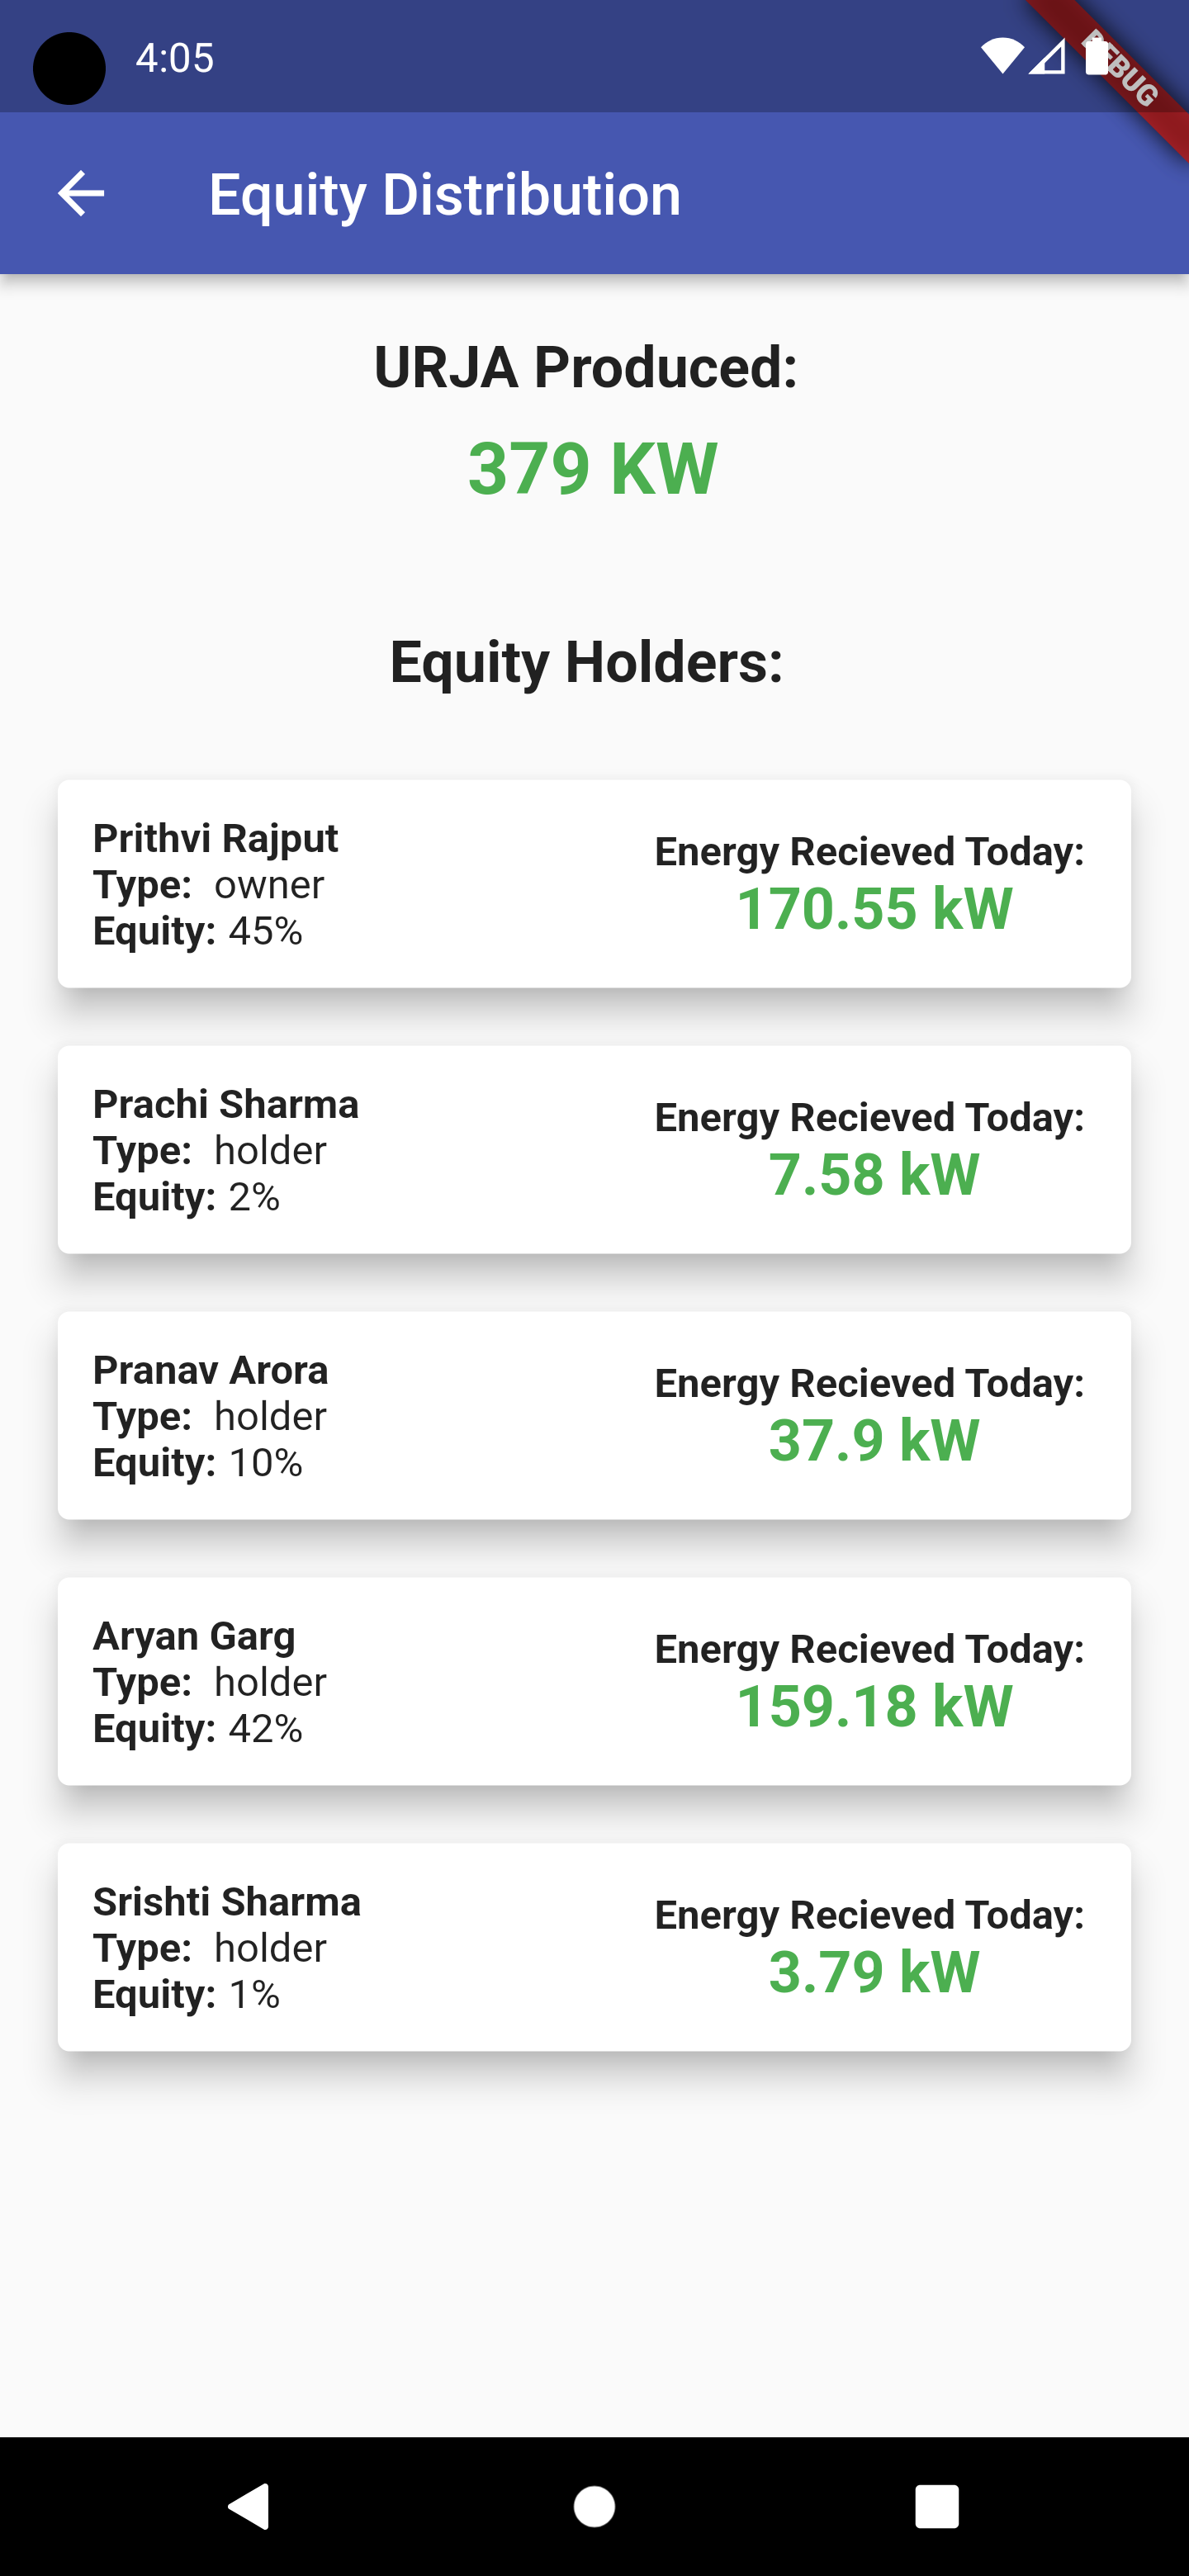 4:05
DEBUG
Equity Distribution
URJA Produced:
379 KW
Equity Holders:
Prithvi Rajput
Type: owner
Equity: 45%
Energy Recieved Today:
170.55 kW
Prachi Sharma
Type: holder
Equity: 2%
Energy Recieved Today:
7.58 kW
Pranav Arora
Type: holder
Equity: 10%
Energy Recieved Today:
37.9 kW
Aryan Garg
Type: holder
Equity: 42%
Energy Recieved Today:
159.18 kW
Srishti Sharma
Type: holder
Equity: 1%
Energy Recieved Today:
3.79 kW